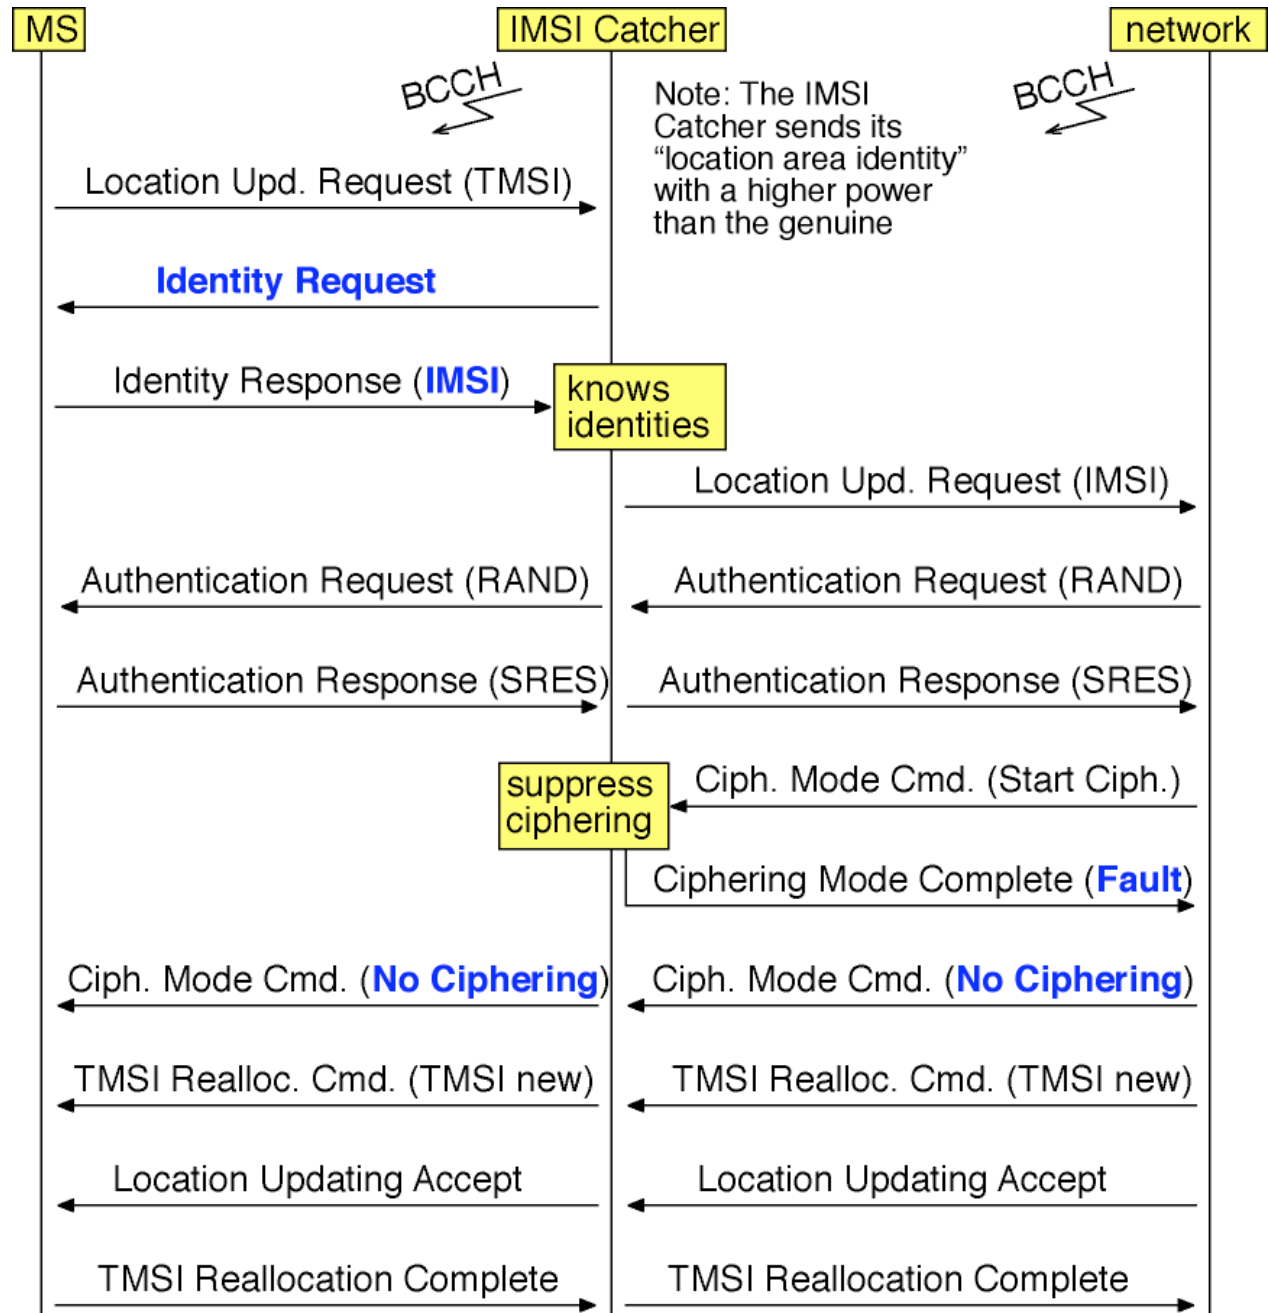 MS
IMSI Catcher
network
BCCH
BCCH
Note: The IMSI
Catcher sends its
“location area identity”
with a higher power
than the genuine
Location Upd. Request (TMSI)
Identity Request
Identity Response (IMSI)
knows
identities
Location Upd. Request (IMSI)
Authentication Request (RAND)
Authentication Request (RAND)
Authentication Response (SRES)
Authentication Response (SRES)
suppress
ciphering
Ciph. Mode Cmd. (Start Ciph.)
Ciphering Mode Complete (Fault)
Ciph. Mode Cmd. (No Ciphering)
Ciph. Mode Cmd. (No Ciphering)
TMSI Realloc. Cmd. (TMSI new)
TMSI Realloc. Cmd. (TMSI new)
Location Updating Accept
Location Updating Accept
TMSI Reallocation Complete
TMSI Reallocation Complete